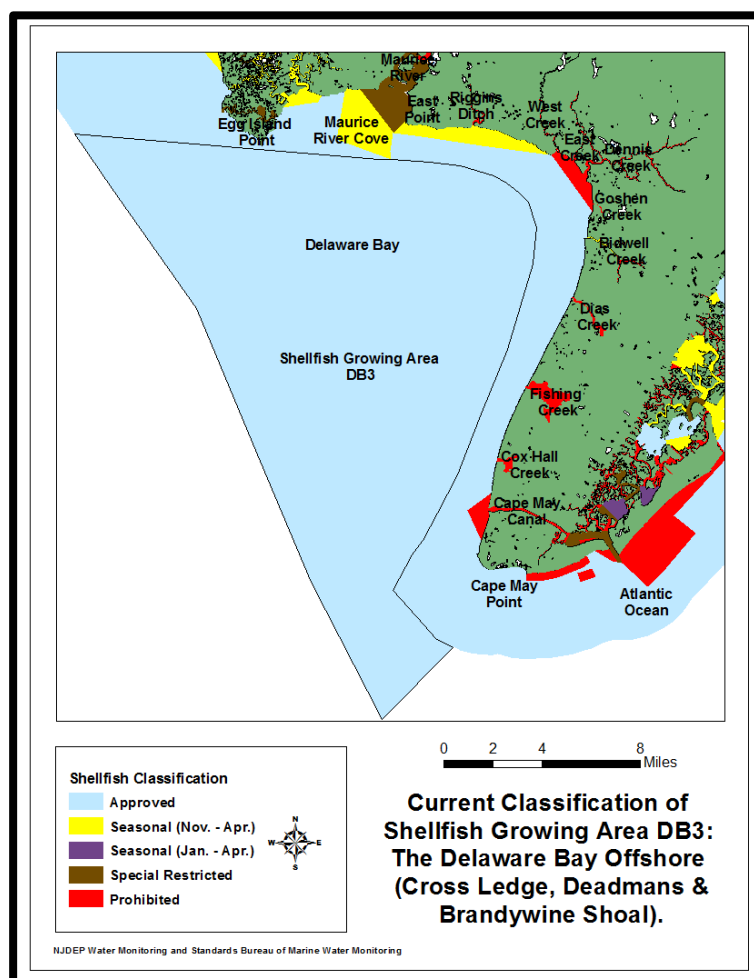 Maurice
River
Egg Island
Point
Maurice
River Cove
East
Point
Riggins
Ditch
West
Creek
East
Creek
Dennis
Creek
Goshen
Creek
Bidwell
Creek
Delaware Bay
Dias
Creek
Shellfish Growing Area
DB3
Fishing
Creek
Cox Hall
Creek
Cape May
Canal
Cape May
Point
Atlantic
Ocean
0 2 4 8
Miles
Shellfish Classification
Approved
Seasonal (Nov. - Apr.)
Seasonal (Jan. - Apr.)
Special Restricted
Prohibited
N
W E
S
Current Classification of
Shellfish Growing Area DB3:
The Delaware Bay Offshore
(Cross Ledge, Deadmans &
Brandywine Shoal).
NJDEP Water Monitoring and Standards Bureau of Marine Water Monitoring